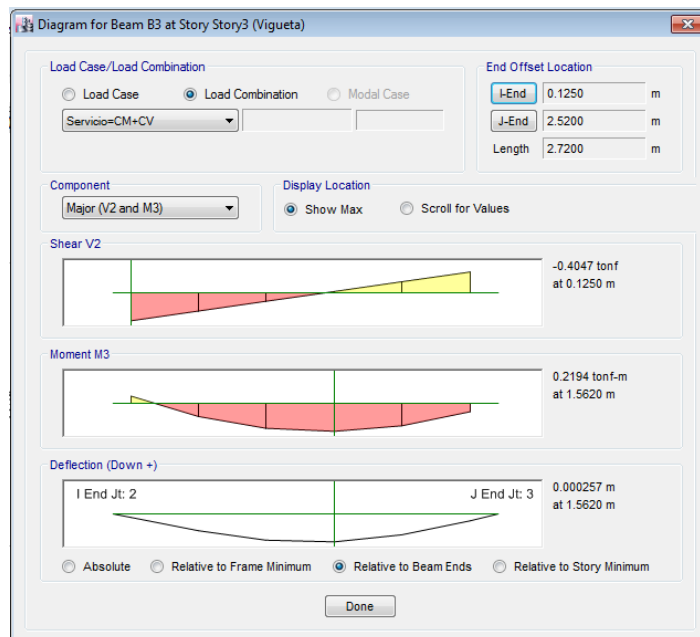 Diagram for Beam B3 at Story Story3 (Vigueta)
Load Case/Load Combination
Load Case
Load Combination
Modal Case
Servicio=CM+CV
End Offset Location
I-End 0.1250 m
J-End 2.5200 m
Length 2.7200 m
Component
Major (V2 and M3)
Display Location
Show Max
Scroll for Values
Shear V2
-0.4047 tonf
at 0.1250 m
Moment M3
0.2194 tonf-m
at 1.5620 m
Deflection (Down +)
I End Jt: 2
J End Jt: 3
0.000257 m
at 1.5620 m
Absolute
Relative to Frame Minimum
Relative to Beam Ends
Relative to Story Minimum
Done